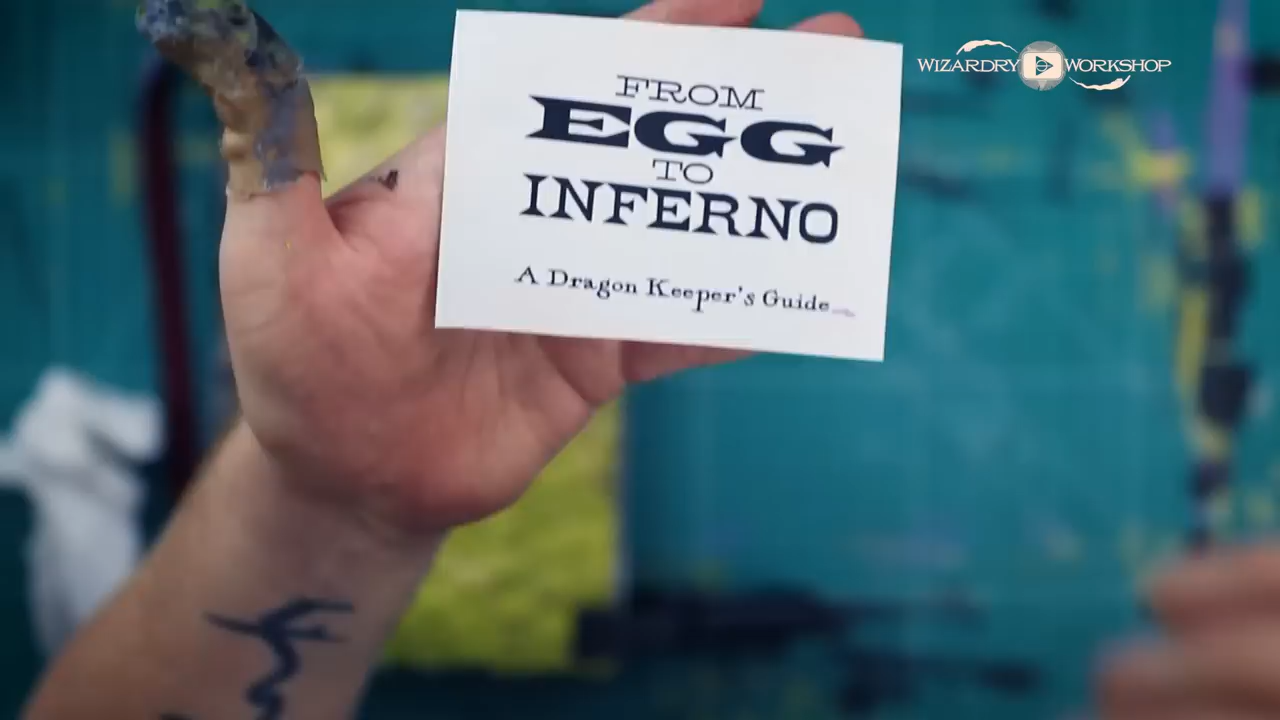 WIZARDRY WORKSHOP
FROM
EGG
TO
INFERNO
A Dragon Keeper's Guide